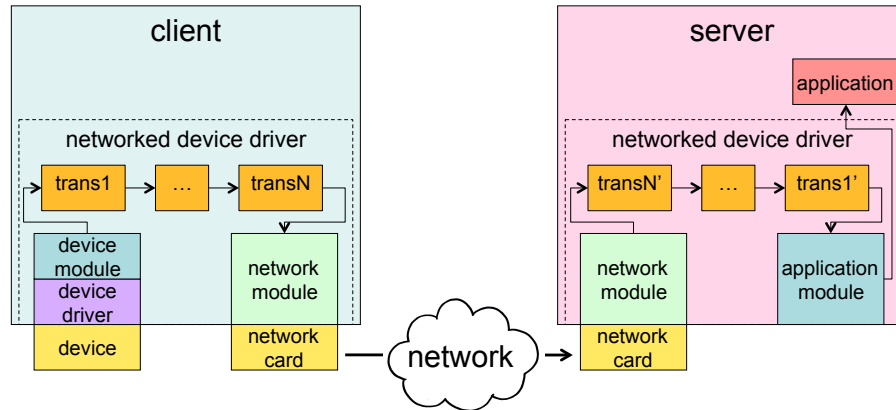 client
networked device driver
trans1
...
transN
device
module
device
driver
device
network
module
network
card
network
server
application
networked device driver
transN'
...
trans1'
network
module
network
card
application
module